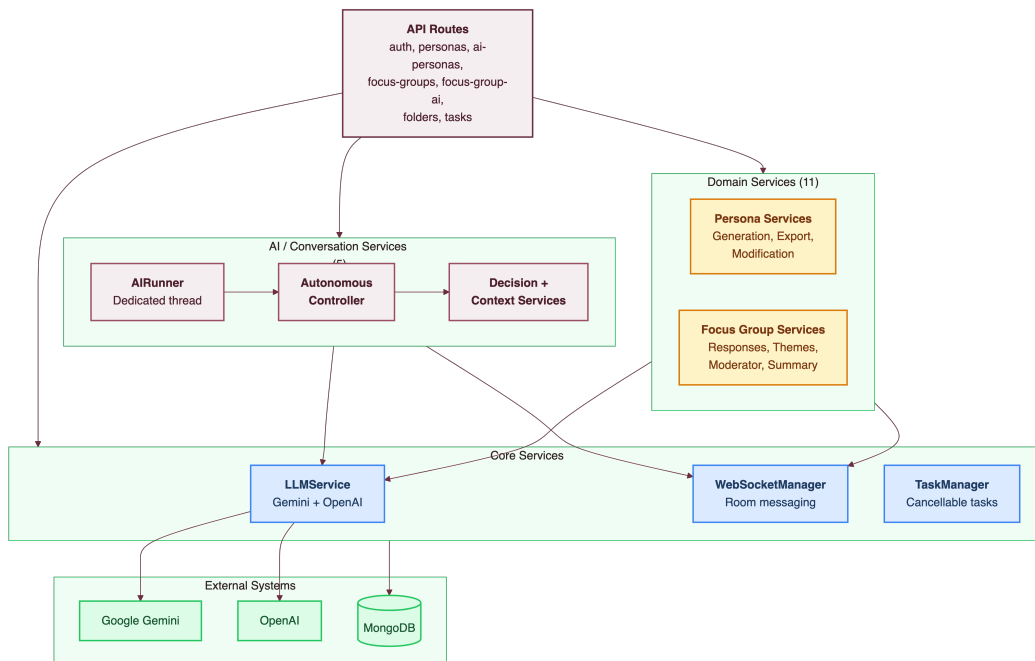 API Routes
auth, personas, ai-
personas,
focus-groups, focus-group-
ai,
folders, tasks
Domain Services (11)
Persona Services
Generation, Export,
Modification
Focus Group Services
Responses, Themes,
Moderator, Summary
AI / Conversation Services
(5)
AIRunner
Dedicated thread
Autonomous
Controller
Decision +
Context Services
Core Services
LLMService
Gemini + OpenAI
WebSocketManager
Room messaging
TaskManager
Cancellable tasks
External Systems
Google Gemini
OpenAI
MongoDB